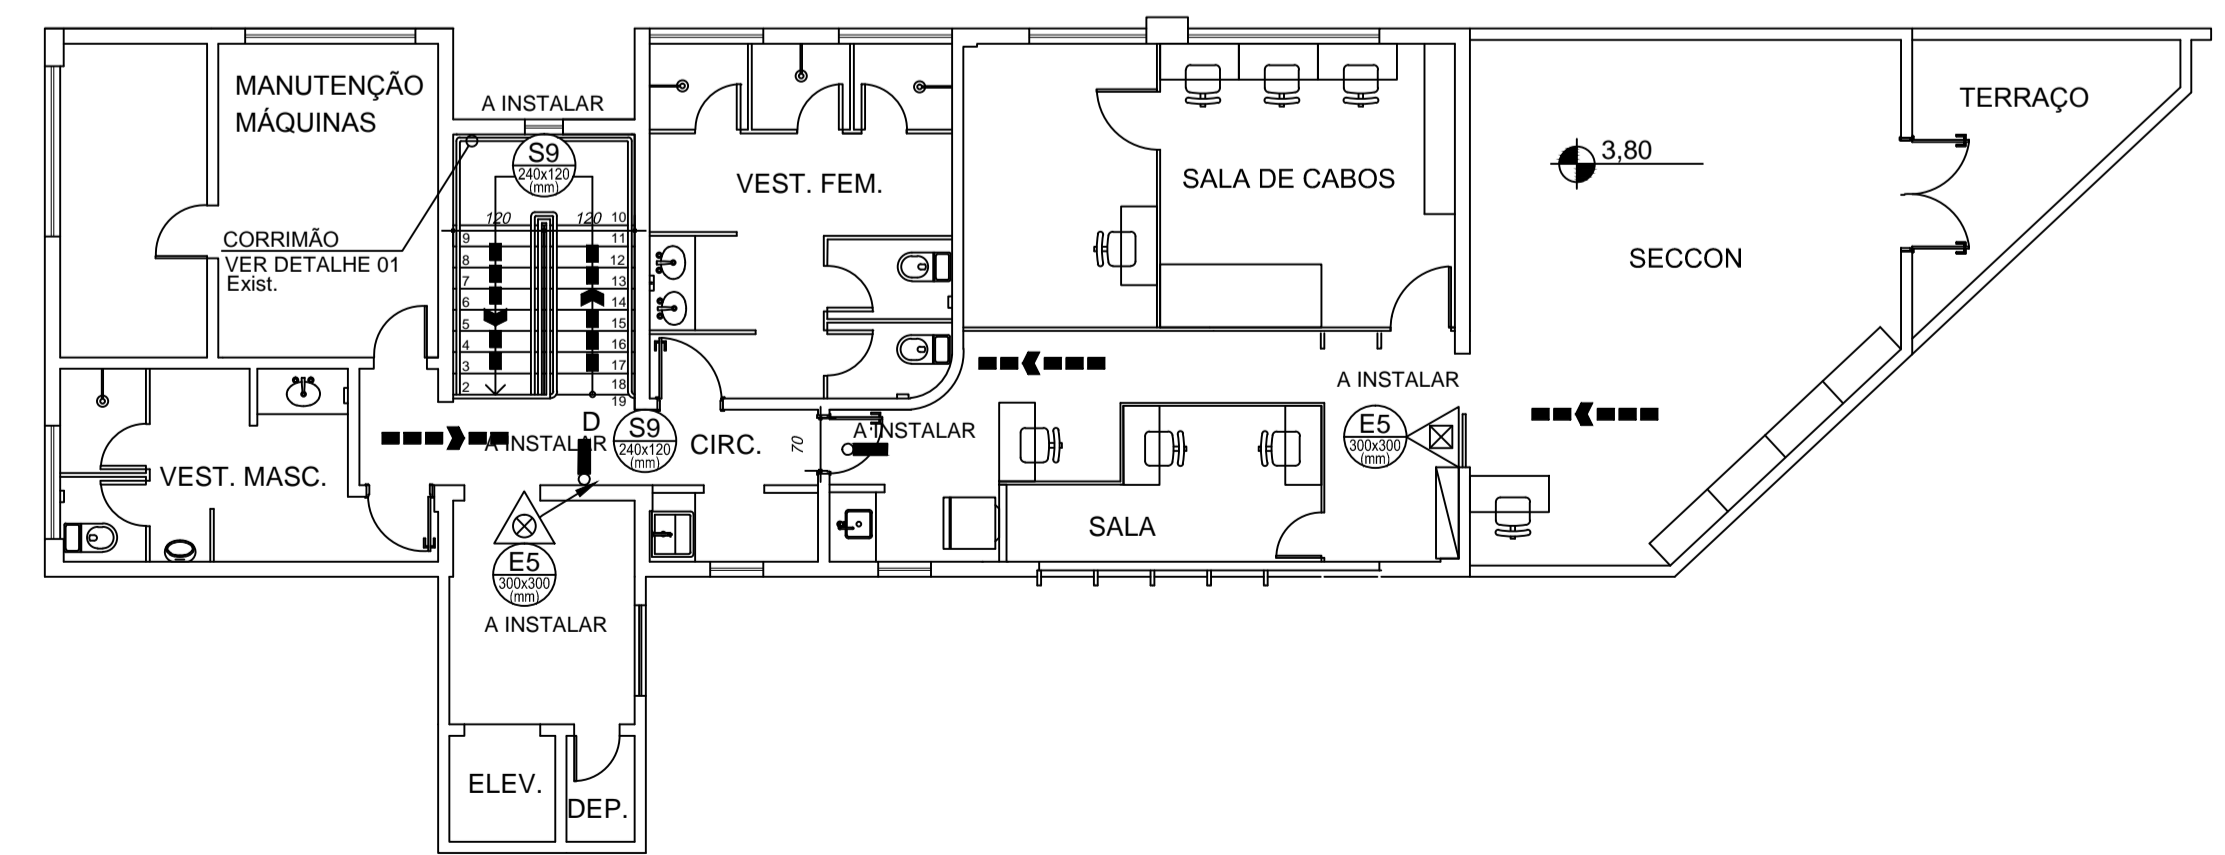 MANUTENÇÃO
MÁQUINAS
A INSTALAR
S9
240x120
(mm)
VEST. FEM.
SALA DE CABOS
3,80
TERRAÇO
SECCON
CORRIMÃO
VER DETALHE 01
Exist.
120
120
10
9
11
8
12
7
13
6
14
5
15
4
16
3
17
2
18
19
A INSTALAR
E5
300x300
(mm)
D
A INSTALAR
S9
240x120
(mm)
CIRC.
70
A INSTALAR
VEST. MASC.
SALA
E5
300x300
(mm)
A INSTALAR
ELEV.
DEP.